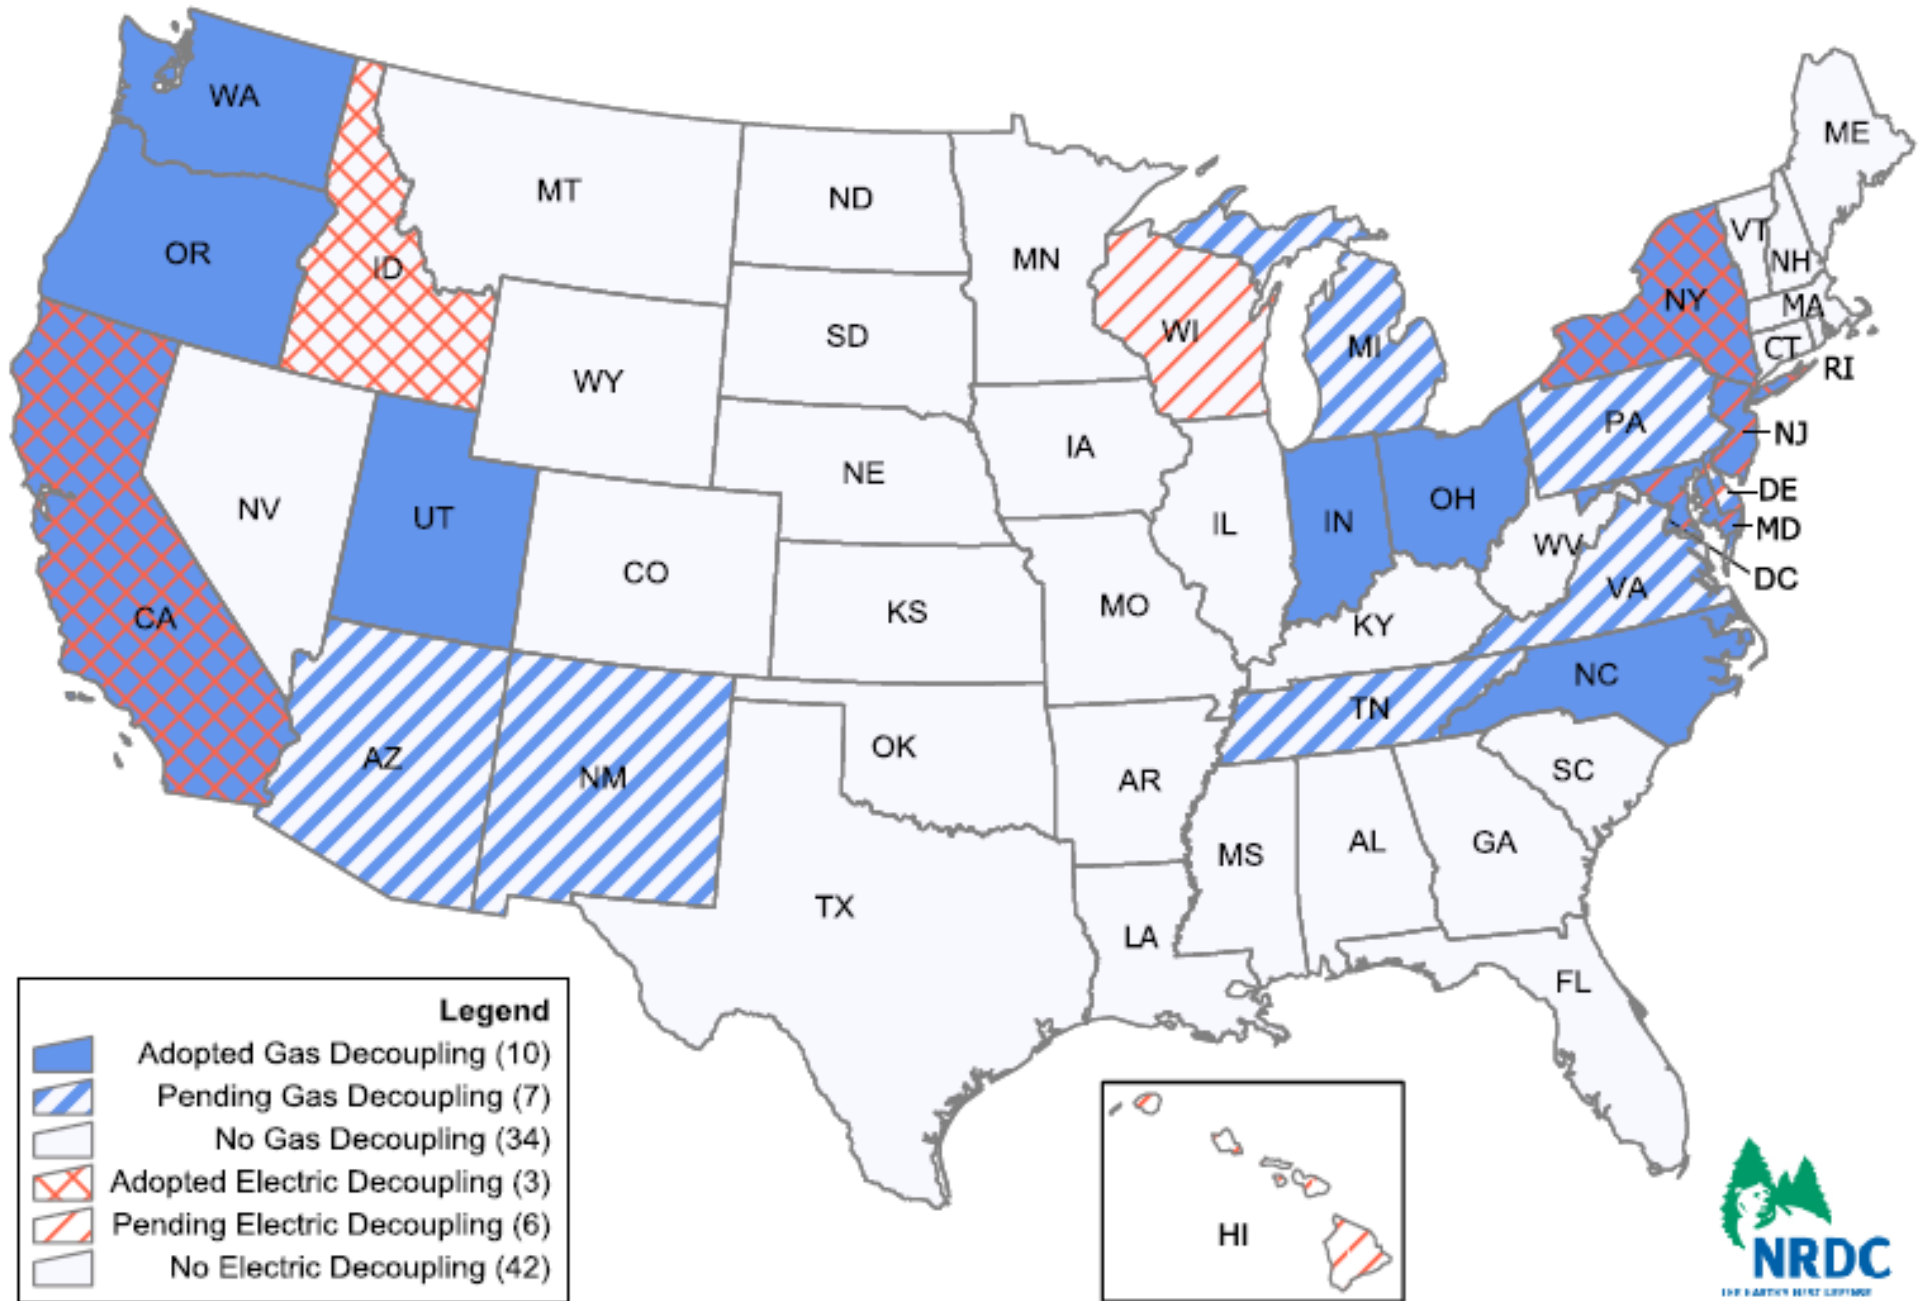 WA
ME
MT
ND
VT
OR
MN
NH
ID
NY
MA
SD
WI
MI
CT
RI
WY
PA
NJ
IA
NE
DE
OH
NV
UT
IL
IN
MD
WV
CO
DC
VA
MO
KS
CA
KY
NC
TN
OK
AZ
SC
NM
AR
GA
AL
MS
TX
LA
FL
Legend
Adopted Gas Decoupling (10)
Pending Gas Decoupling (7)
No Gas Decoupling (34)
Adopted Electric Decoupling (3)
Pending Electric Decoupling (6)
No Electric Decoupling (42)
HI
NRDC
THE EARTH'S BEST DEFENSE